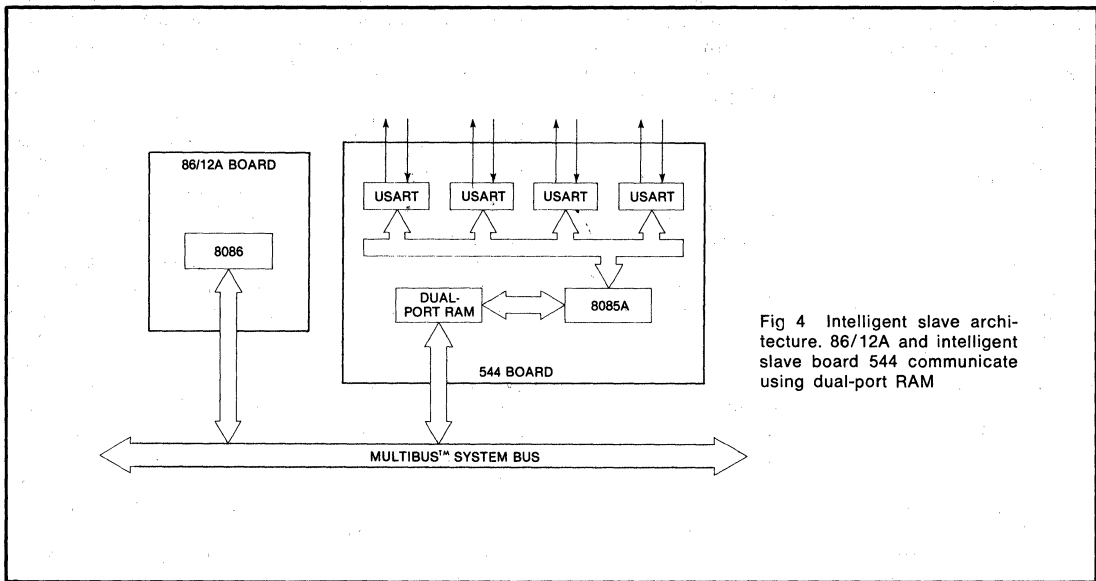 86/12A BOARD
8086
USART USART USART USART
DUAL-
PORT RAM
8085A
544 BOARD
MULTIBUS™ SYSTEM BUS
Fig 4 Intelligent slave archi-
tecture. 86/12A and intelligent
slave board 544 communicate
using dual-port RAM